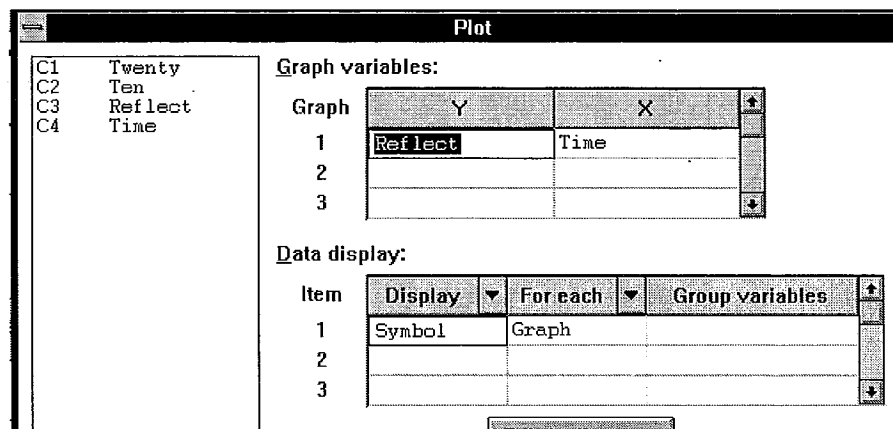 Plot
C1 Twenty
C2 Ten
C3 Reflect
C4 Time
Graph variables:
Graph Y X
1 Reflect Time
2
3
Data display:
Item Display For each Group variables
1 Symbol Graph
2
3